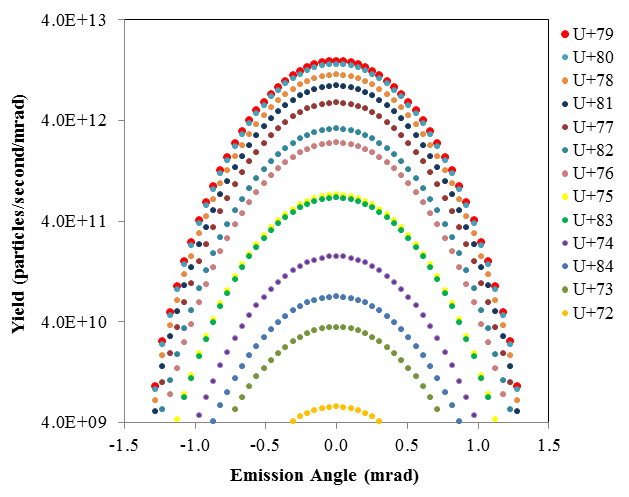 4.0E+13
4.0E+12
4.0E+11
4.0E+10
4.0E+09
Yield (particles/second/mrad)
-1.5 -1.0 -0.5 0.0 0.5 1.0 1.5
Emission Angle (mrad)
U+79
U+80
U+78
U+81
U+77
U+82
U+76
U+75
U+83
U+74
U+84
U+73
U+72